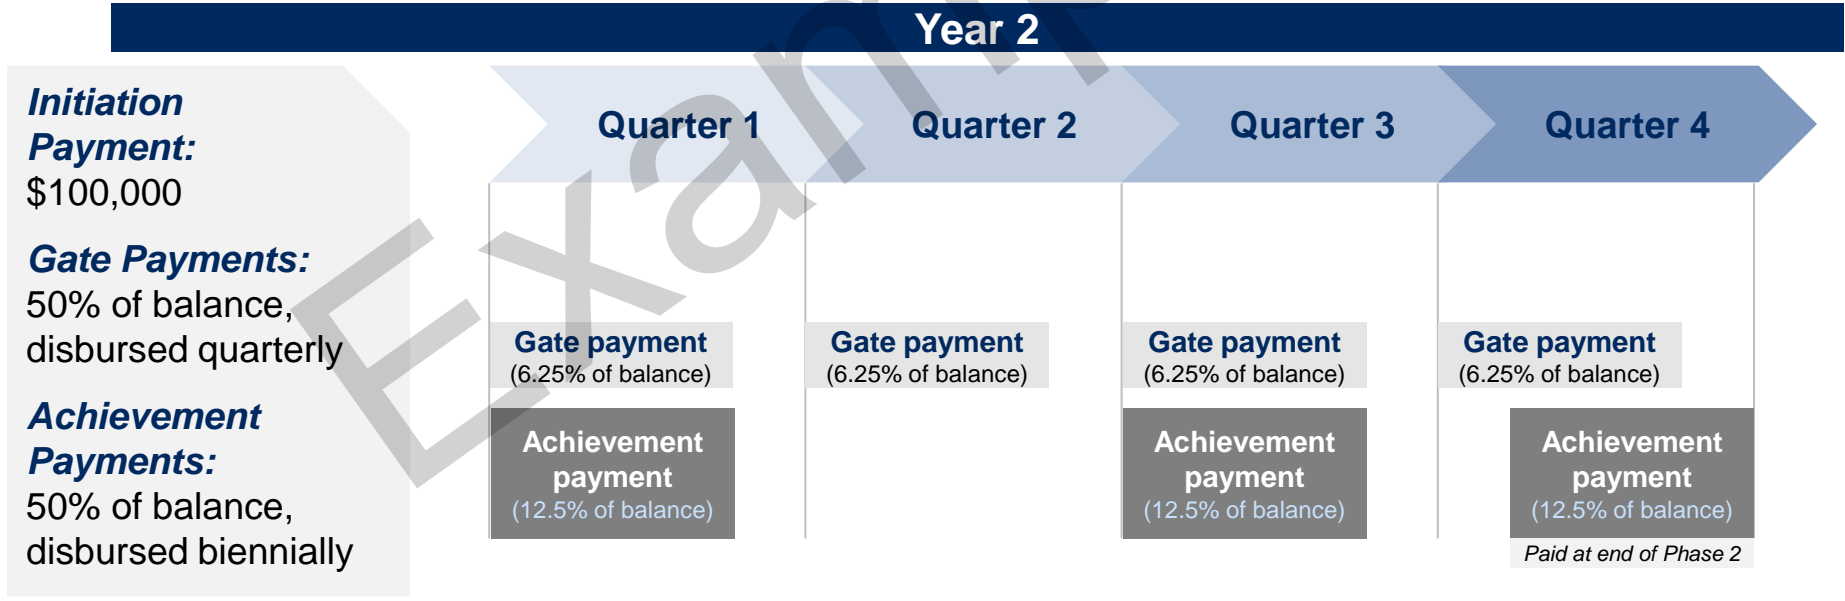 Year 2
Initiation
Payment:
$100,000
Gate Payments:
50% of balance,
disbursed quarterly
Achievement
Payments:
50% of balance,
disbursed biennially
Quarter 1
Quarter 2
Quarter 3
Quarter 4
Gate payment
(6.25% of balance)
Gate payment
(6.25% of balance)
Gate payment
(6.25% of balance)
Gate payment
(6.25% of balance)
Achievement
payment
(12.5% of balance)
Achievement
payment
(12.5% of balance)
Achievement
payment
(12.5% of balance)
Paid at end of Phase 2